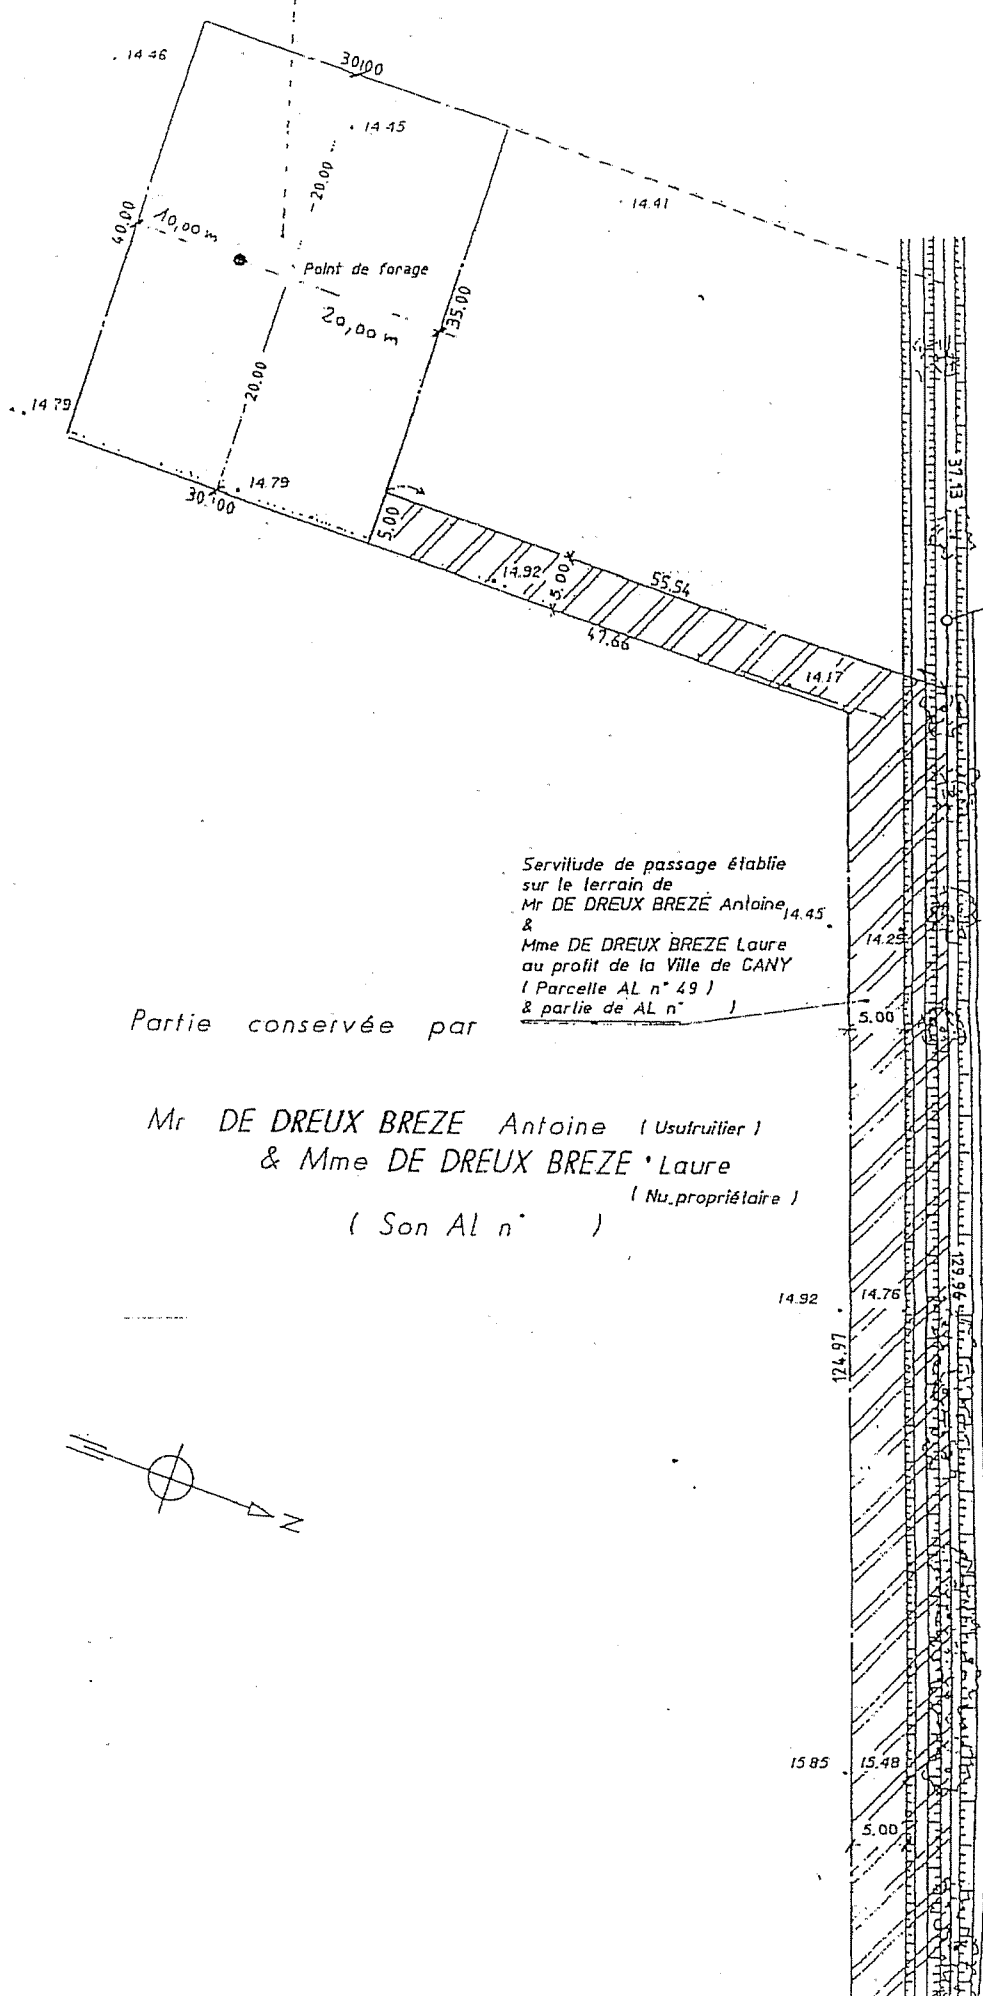 14.46
30,00
14.45
20.00
14.41
40.00
10,00 m
Point de forage
35.00
20,00 m
20.00
14.79
14.79
30.00
37.13
5.00
14.92
5.00
55.54
47.66
14.17
Servitude de passage établie
sur le terrain de
Mr DE DREUX BREZÉ Antoine
14.45
&
Mme DE DREUX BREZE Laure
14.25
au profit de la Ville de CANY
( Parcelle AL n° 49 )
& partie de AL n° )
5.00
Partie conservée par
Mr DE DREUX BREZE Antoine ( Usufruitier )
& Mme DE DREUX BREZE Laure
( Nu.propriétaire )
( Son Al n° )
129.96
14.92
14.76
124.97
N
15.85
15.48
5.00